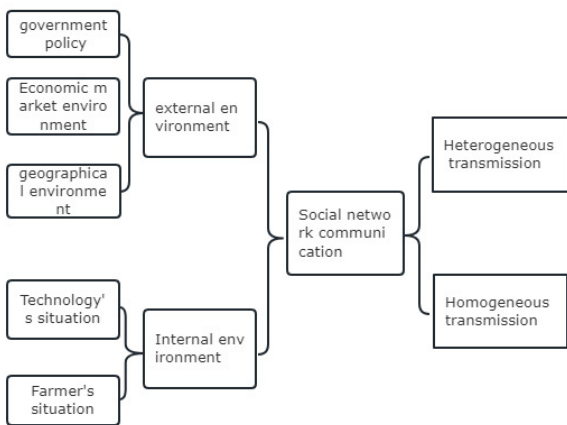 government
policy
Economic m
arket enviro
nment
geographica
l environme
nt
external en
vironment
Technology'
s situation
Farmer's
situation
Internal env
ironment
Social netwo
rk communi
cation
Heterogeneous
transmission
Homogeneous
transmission